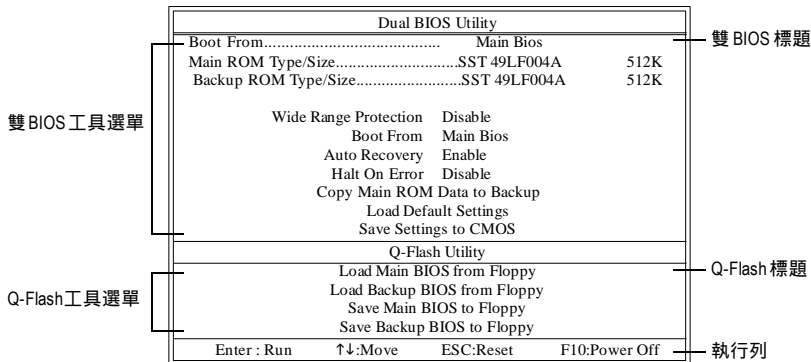 Dual BIOS Utility
雙 BIOS 標題
Boot From.......................................... Main Bios
Main ROM Type/Size.............................SST 49LF004A 512K
Backup ROM Type/Size.........................SST 49LF004A 512K
雙BIOS工具選單
Wide Range Protection Disable
Boot From Main Bios
Auto Recovery Enable
Halt On Error Disable
Copy Main ROM Data to Backup
Load Default Settings
Save Settings to CMOS
Q-Flash Utility
Q-Flash 標題
Load Main BIOS from Floppy
Load Backup BIOS from Floppy
Q-Flash工具選單
Save Main BIOS to Floppy
Save Backup BIOS to Floppy
Enter : Run ↑↓:Move ESC:Reset F10:Power Off
執行列